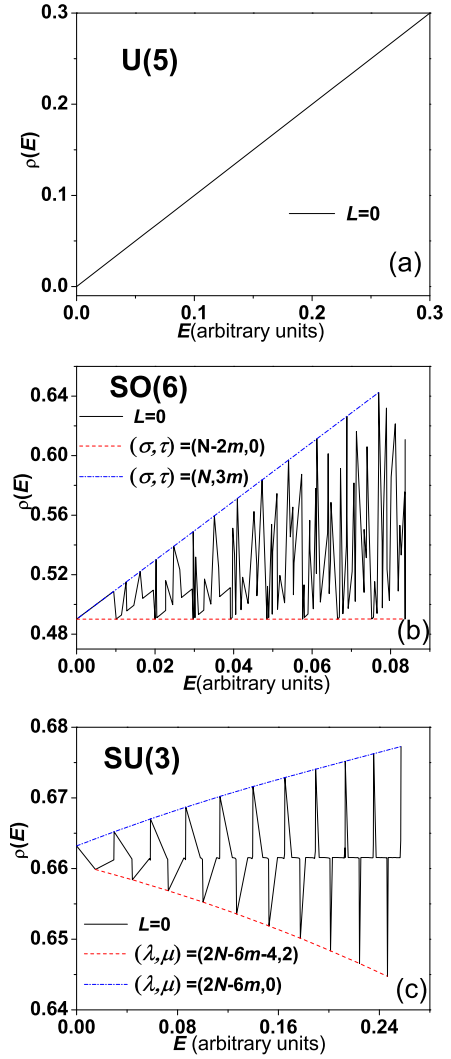 U(5)
0.3
0.2
0.1
0.0
ρ(E)
L=0
(a)
0.0 0.1 0.2 0.3
E(arbitrary units)
SO(6)
0.64
0.60
0.56
0.52
0.48
ρ(E)
L=0
(σ,τ)=(N-2m,0)
(σ,τ)=(N,3m)
(b)
0.00 0.02 0.04 0.06 0.08
E(arbitrary units)
SU(3)
0.68
0.67
0.66
0.65
0.64
ρ(E)
L=0
(λ,μ)=(2N-6m-4,2)
(λ,μ)=(2N-6m,0)
(c)
0.00 0.08 0.16 0.24
E (arbitrary units)